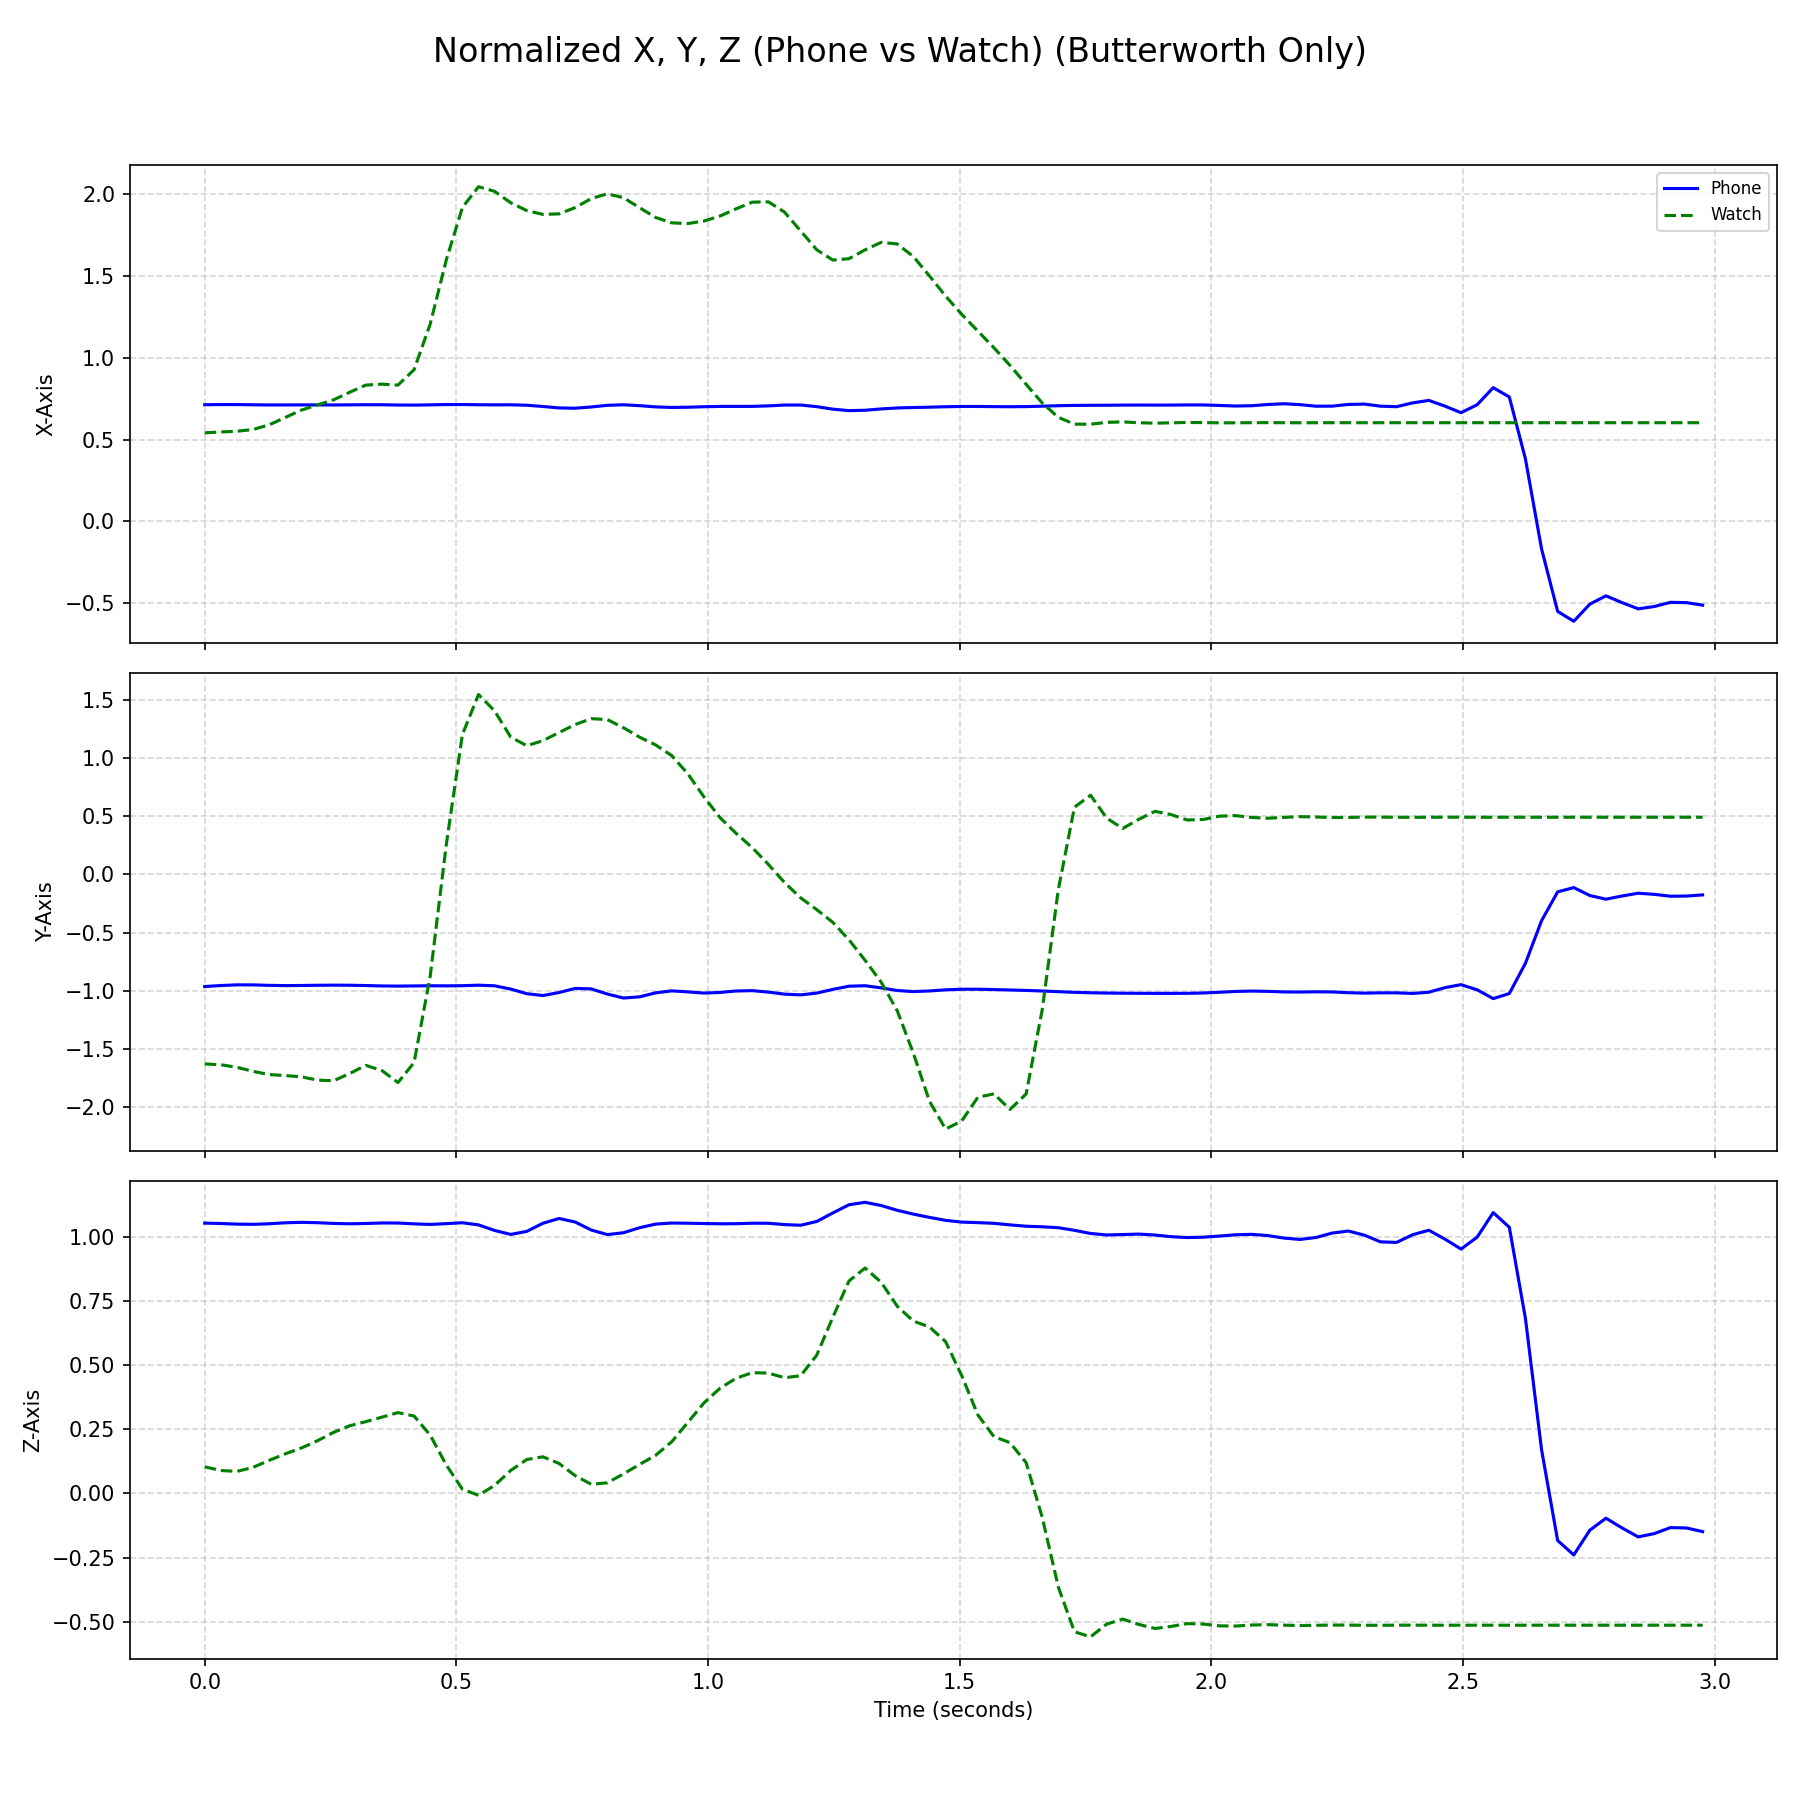 Normalized X, Y, Z (Phone vs Watch) (Butterworth Only)
Phone
Watch
X-Axis
2.0
1.5
1.0
0.5
0.0
−0.5
Y-Axis
1.5
1.0
0.5
0.0
−0.5
−1.0
−1.5
−2.0
Z-Axis
1.00
0.75
0.50
0.25
0.00
−0.25
−0.50
0.0 0.5 1.0 1.5 2.0 2.5 3.0
Time (seconds)